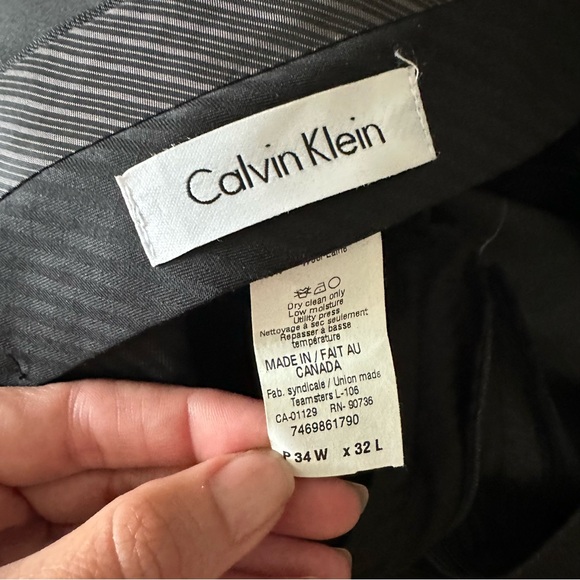 Calvin Klein
Dry clean only
Low moisture
Utility press
Nettoyage à sec seulement
Repasser à basse
température
MADE IN / FAIT AU
CANADA
Fab. syndicale / Union made
Teamsters L-106
CA-01129 RN- 90736
7469861790
P 34 W x 32 L